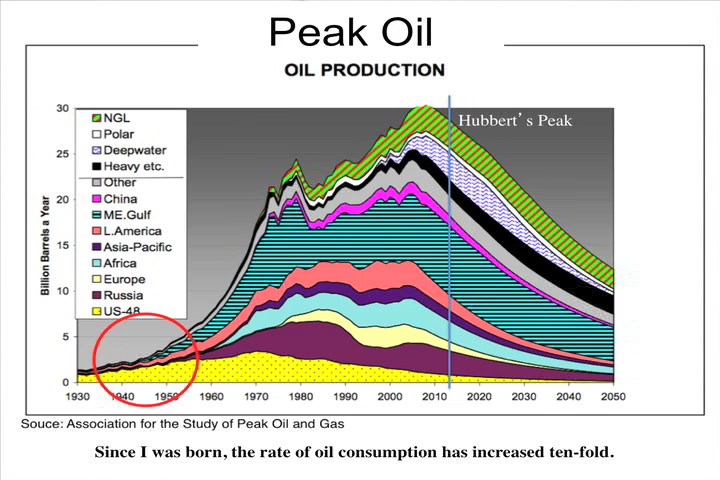 Peak Oil
OIL PRODUCTION
Hubbert's Peak
30
25
20
15
10
5
0
Billion Barrels a Year
NGL
Polar
Deepwater
Heavy etc.
Other
China
ME.Gulf
L.America
Asia-Pacific
Africa
Europe
Russia
US-48
1930 1940 1950 1960 1970 1980 1990 2000 2010 2020 2030 2040 2050
Souce: Association for the Study of Peak Oil and Gas
Since I was born, the rate of oil consumption has increased ten-fold.